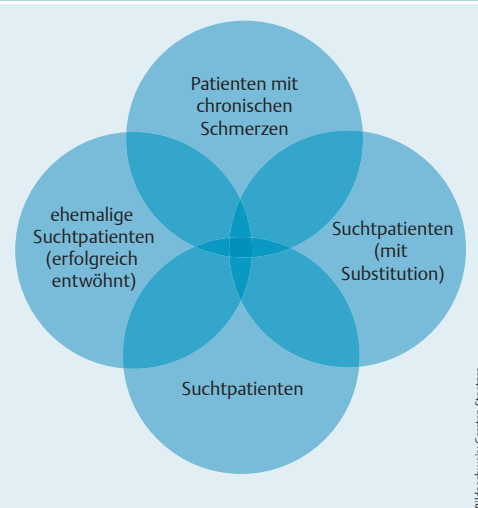 Patienten mit
chronischen
Schmerzen
ehemalige
Suchtpatienten
(erfolgreich
entwöhnt)
Suchtpatienten
(mit
Substitution)
Suchtpatienten